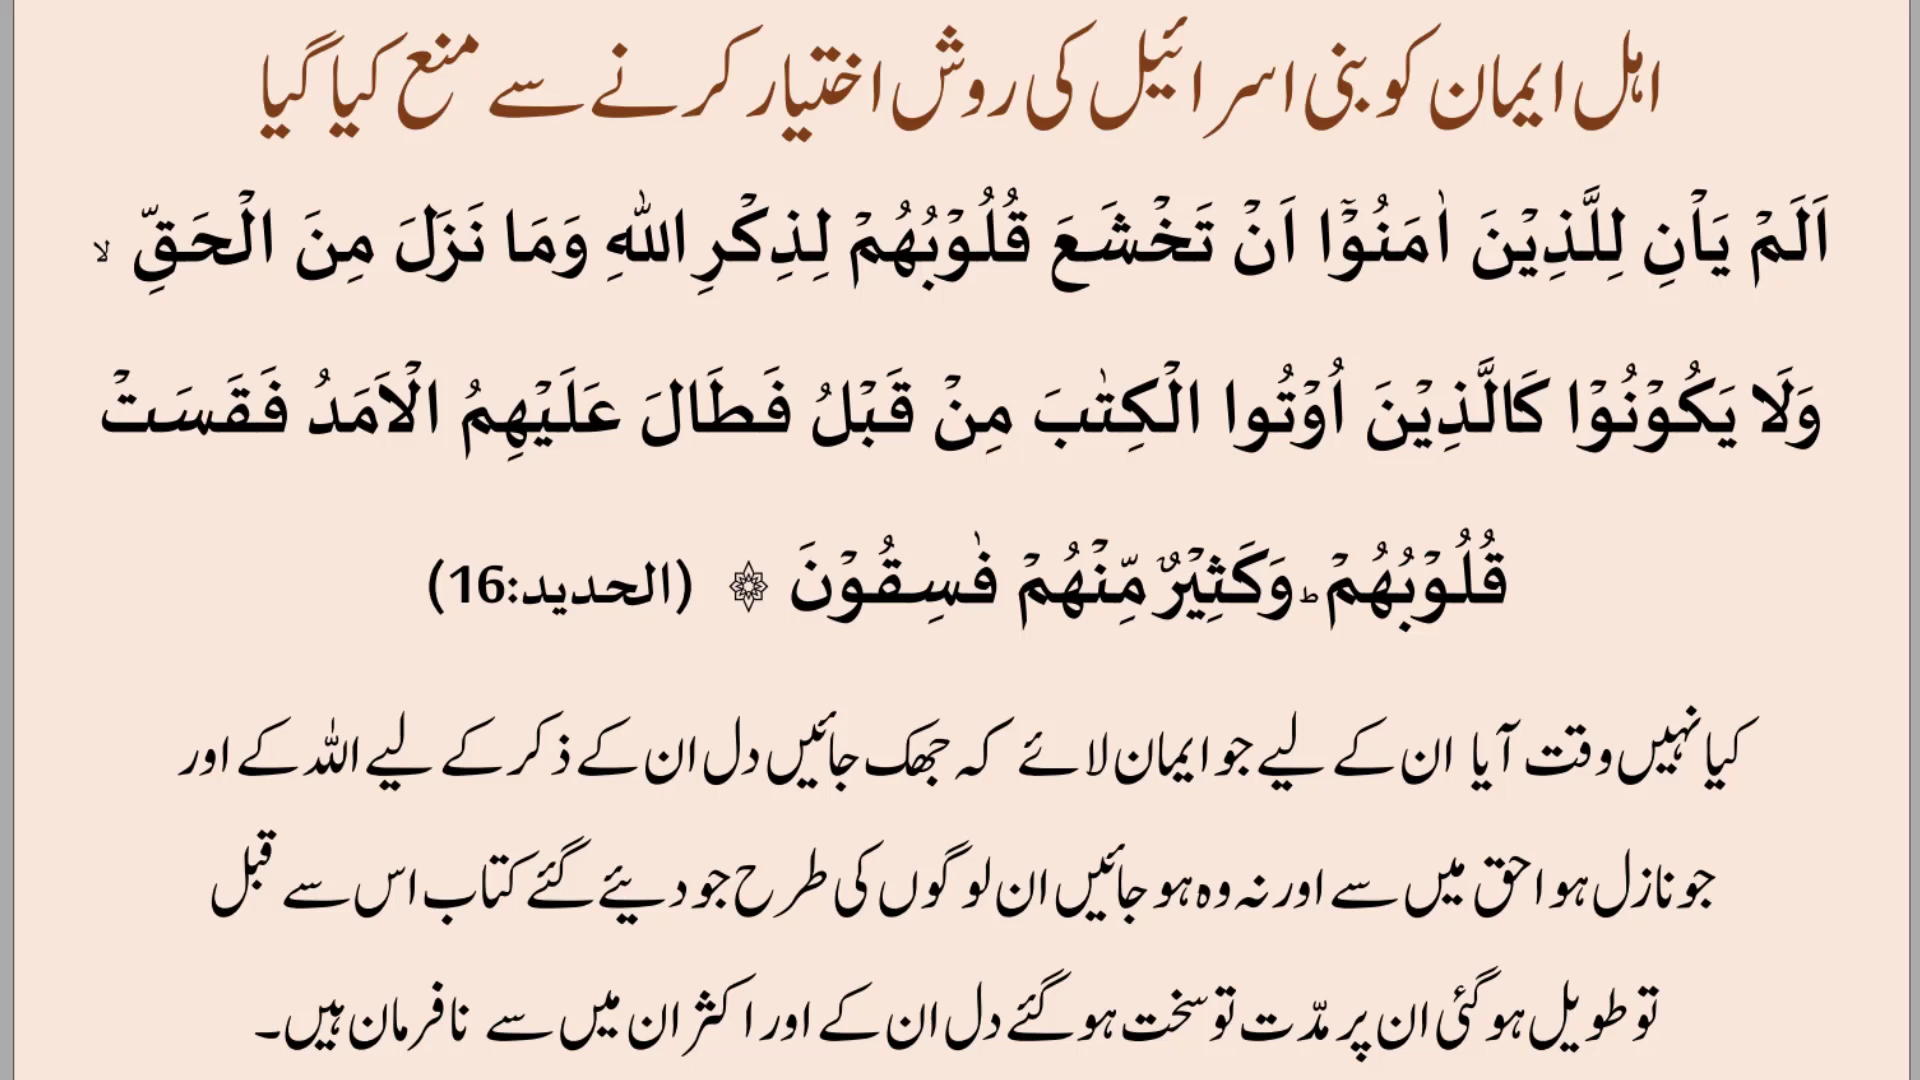 اہل ایمان کو بنی اسرائیل کی روش اختیار کرنے سے منع کیا گیا
اَلَمْ يَاْنِ لِلَّذِيْنَ اٰمَنُوْٓا اَنْ تَخْشَعَ قُلُوْبُهُمْ لِذِكْرِ اللّٰهِ وَمَا نَزَلَ مِنَ الْحَقِّ ۙ
وَلَا يَكُوْنُوْا كَالَّذِيْنَ اُوْتُوا الْكِتٰبَ مِنْ قَبْلُ فَطَالَ عَلَيْهِمُ الْاَمَدُ فَقَسَتْ
قُلُوْبُهُمْ ؕ وَكَثِيْرٌ مِّنْهُمْ فٰسِقُوْنَ ۞ (الحدید:16)
کیا نہیں وقت آیا ان کے لیے جو ایمان لائے کہ جھک جائیں دل ان کے ذکر کے لیے اللہ کے اور
جو نازل ہوا حق میں سے اور نہ وہ ہو جائیں ان لوگوں کی طرح جو دیئے گئے کتاب اس سے قبل
تو طویل ہو گئی ان پر مدّت تو سخت ہو گئے دل ان کے اور اکثر ان میں سے نافرمان ہیں۔